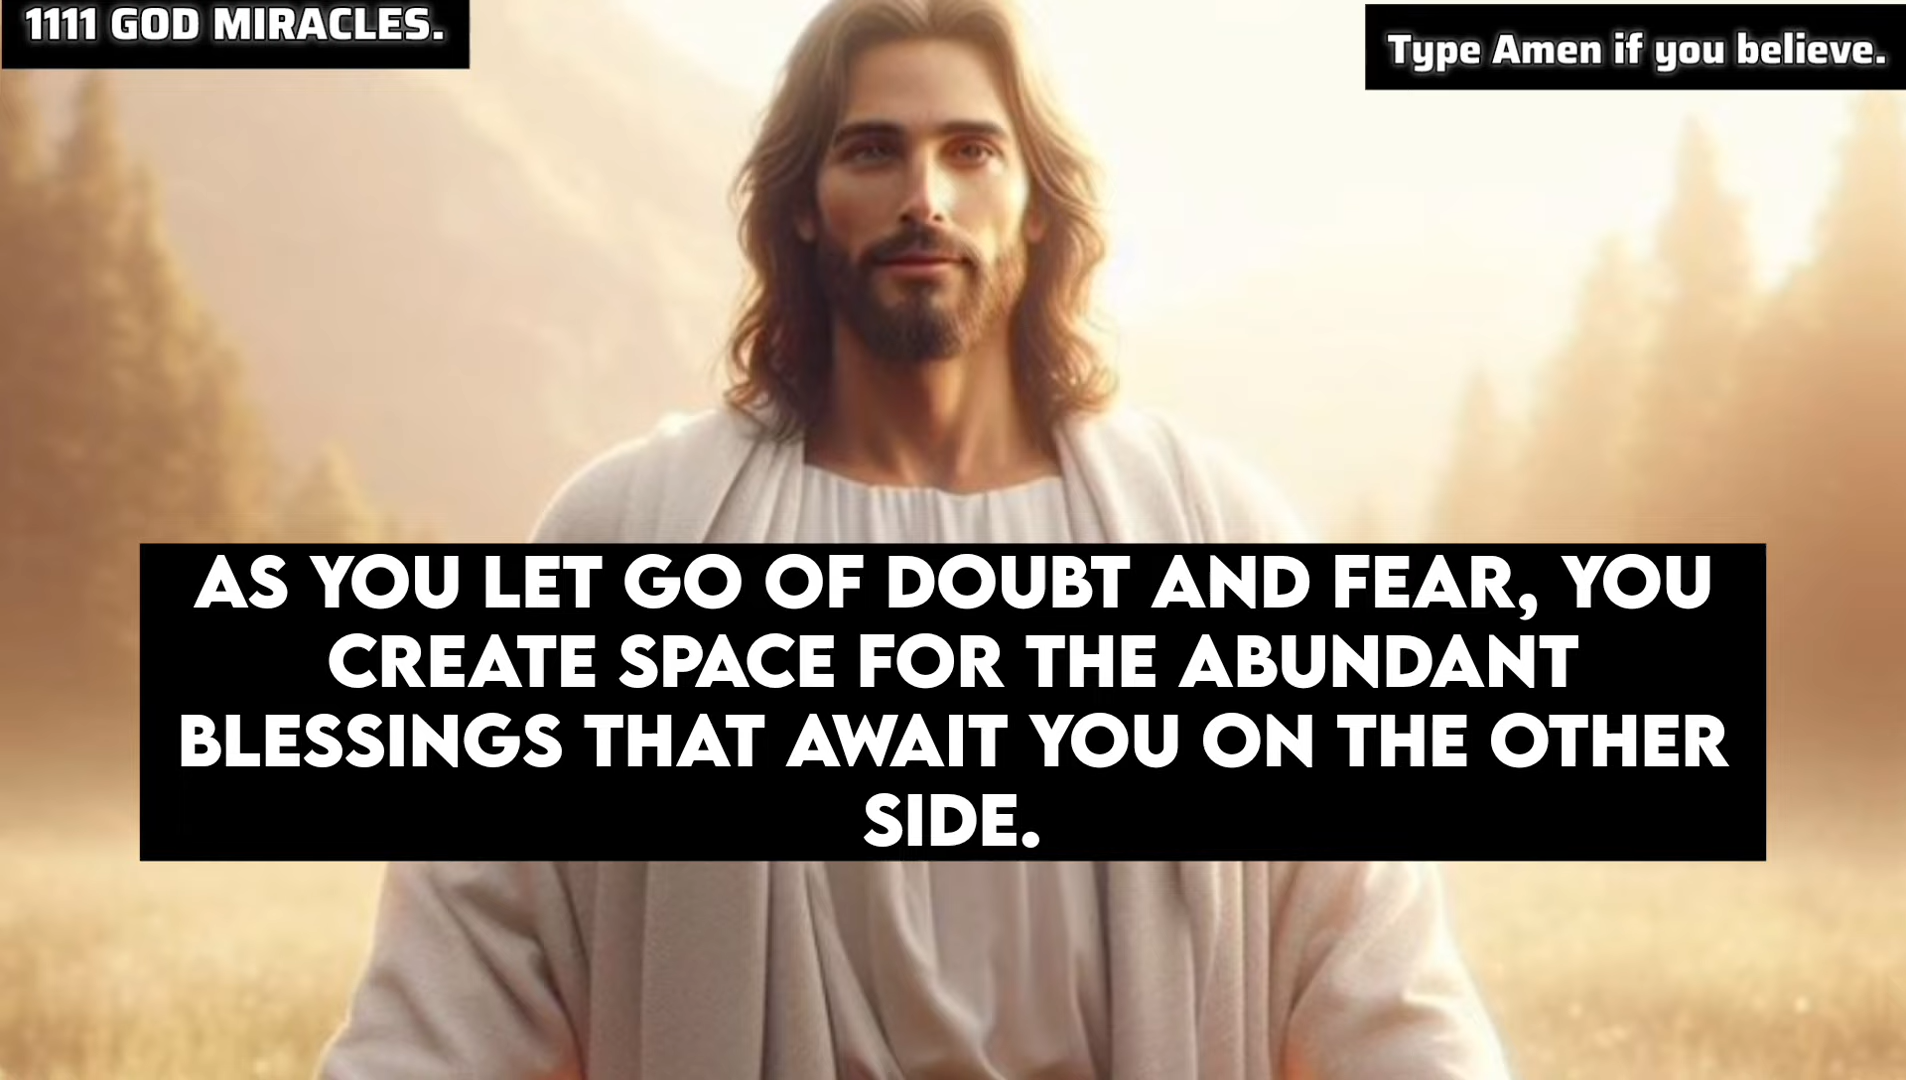 1111 GOD MIRACLES.
Type Amen if you believe.
AS YOU LET GO OF DOUBT AND FEAR, YOU
CREATE SPACE FOR THE ABUNDANT
BLESSINGS THAT AWAIT YOU ON THE OTHER
SIDE.